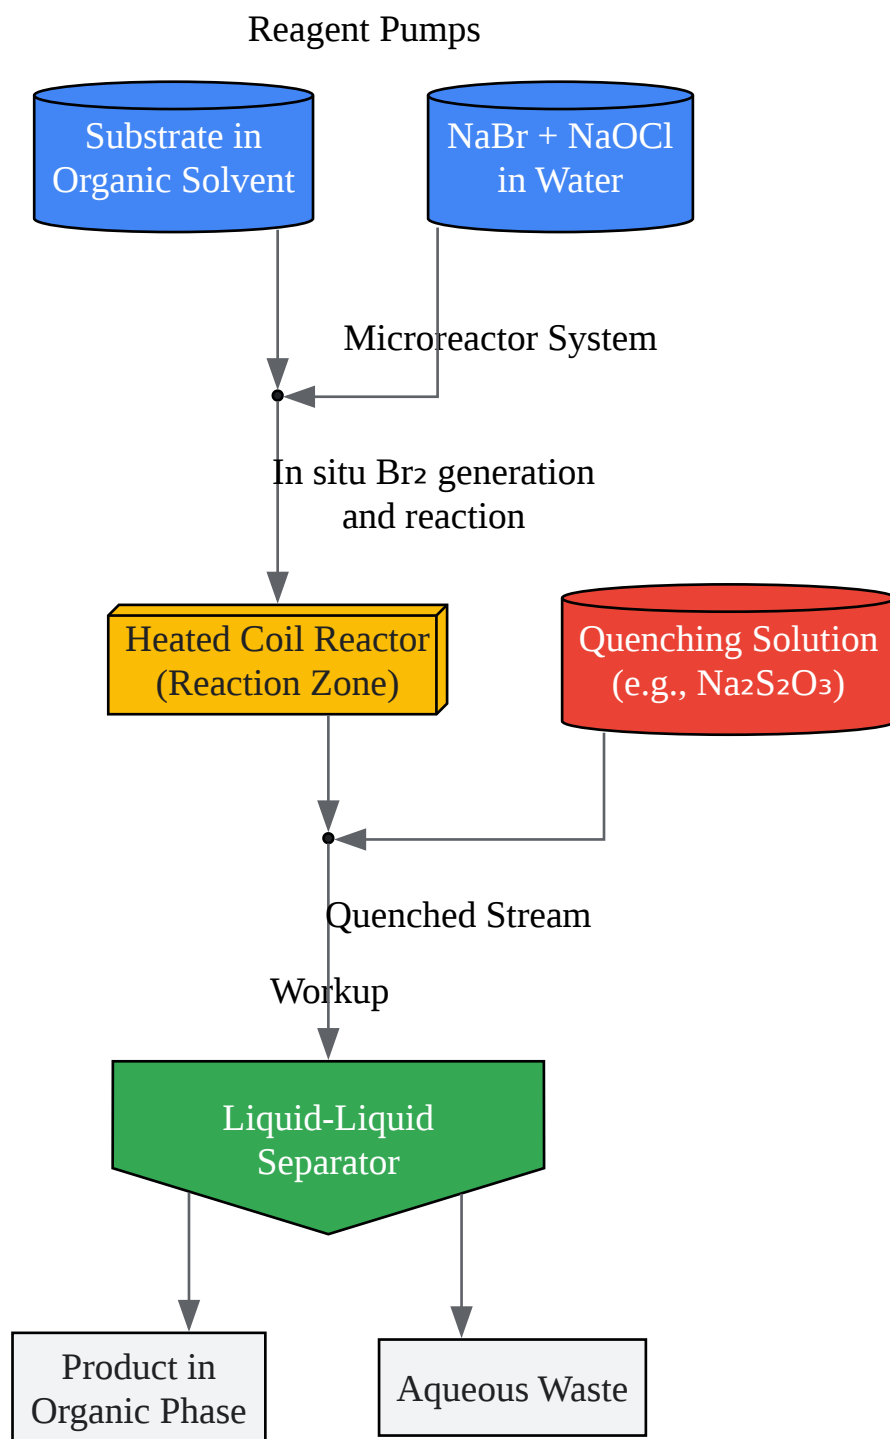 Reagent Pumps
Substrate in
Organic Solvent
NaBr + NaOCl
in Water
Microreactor System
In situ Br₂ generation
and reaction
Heated Coil Reactor
(Reaction Zone)
Quenching Solution
(e.g., Na₂S₂O₃)
Quenched Stream
Workup
Liquid-Liquid
Separator
Product in
Organic Phase
Aqueous Waste